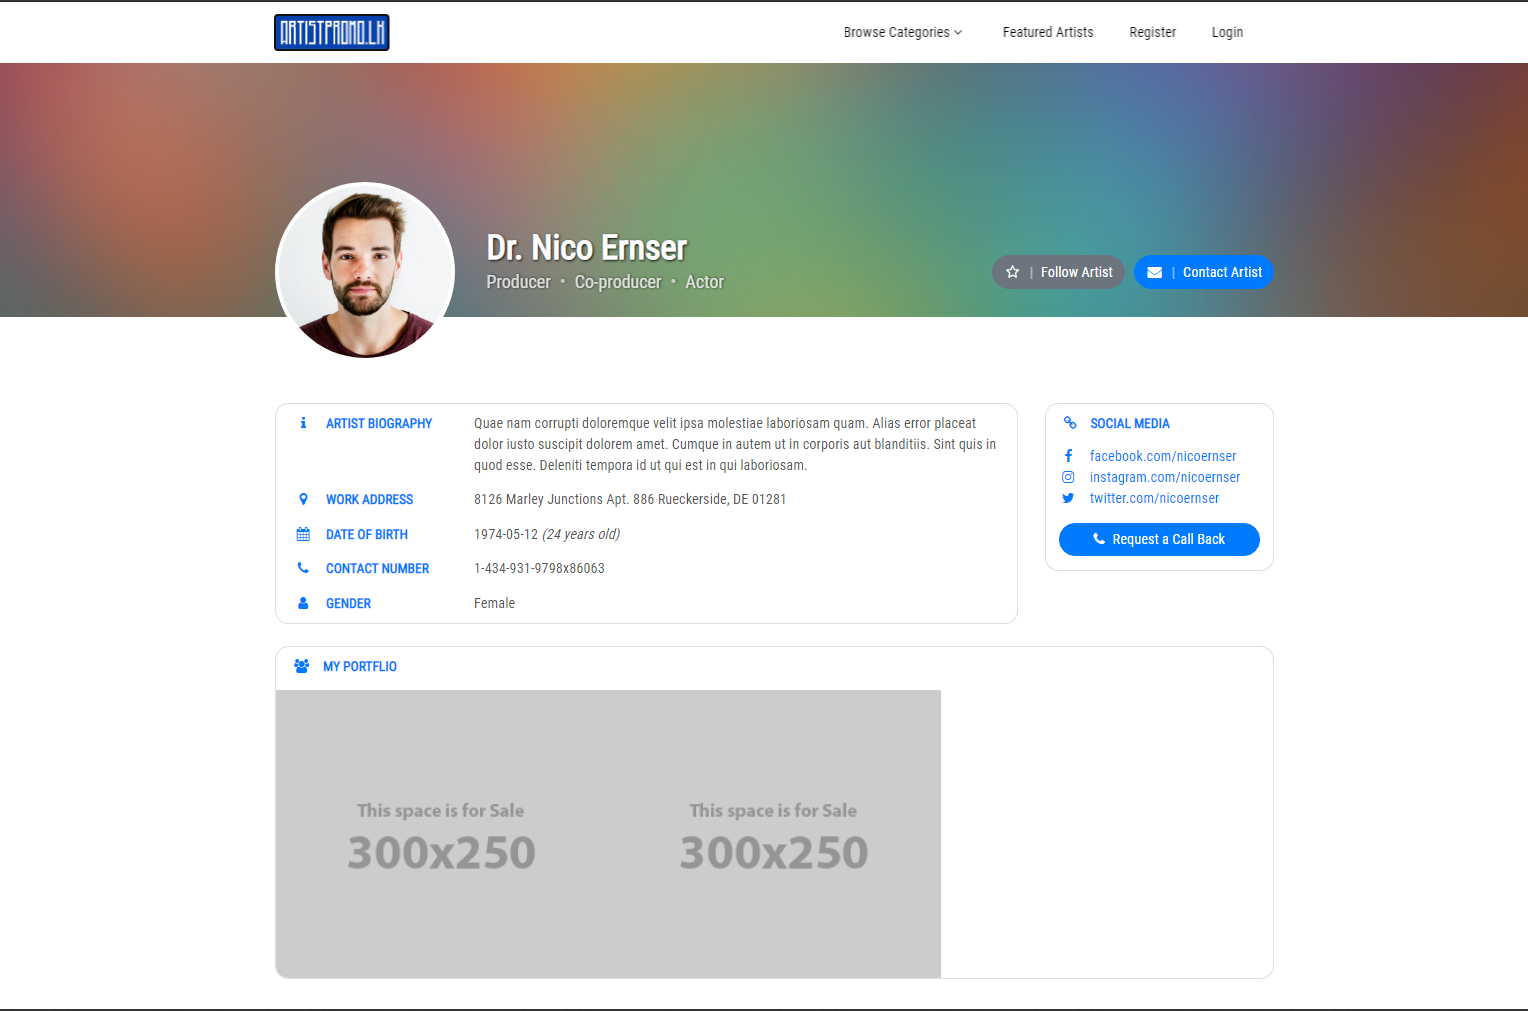 ARTISTPROMO.LK
Browse Categories
Featured Artists
Register
Login
Dr. Nico Ernser
Producer • Co-producer • Actor
| Follow Artist
| Contact Artist
ARTIST BIOGRAPHY
Quae nam corrupti doloremque velit ipsa molestiae laboriosam quam. Alias error placeat
dolor iusto suscipit dolorem amet. Cumque in autem ut in corporis aut blanditiis. Sint quis in
quod esse. Deleniti tempora id ut qui est in qui laboriosam.
WORK ADDRESS
8126 Marley Junctions Apt. 886 Rueckerside, DE 01281
DATE OF BIRTH
1974-05-12 (24 years old)
CONTACT NUMBER
1-434-931-9798x86063
GENDER
Female
SOCIAL MEDIA
facebook.com/nicoernser
instagram.com/nicoernser
twitter.com/nicoernser
Request a Call Back
MY PORTFLIO
This space is for Sale
300x250
This space is for Sale
300x250